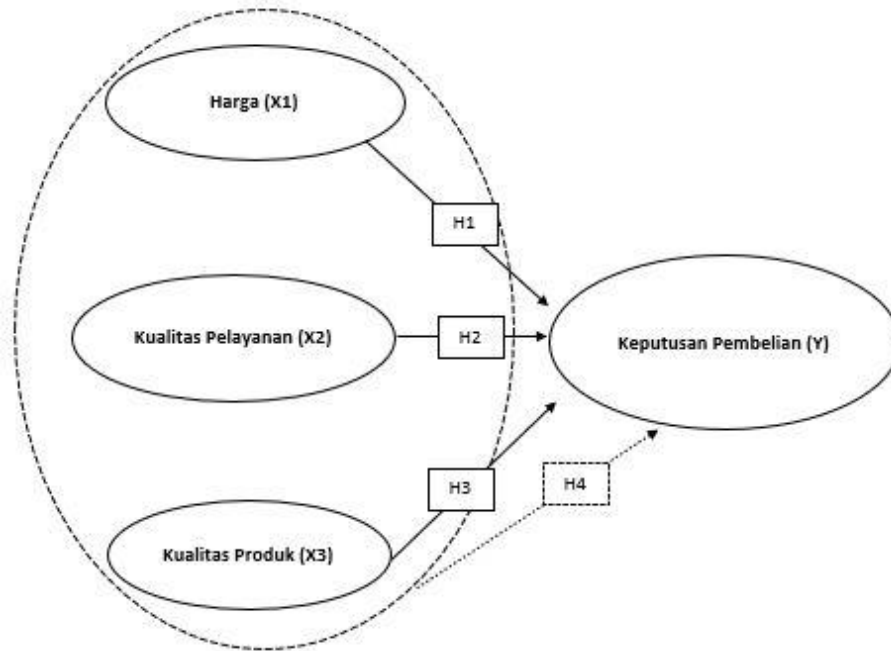 Harga (X1)
H1
Kualitas Pelayanan (X2)
H2
Keputusan Pembelian (Y)
H3
H4
Kualitas Produk (X3)